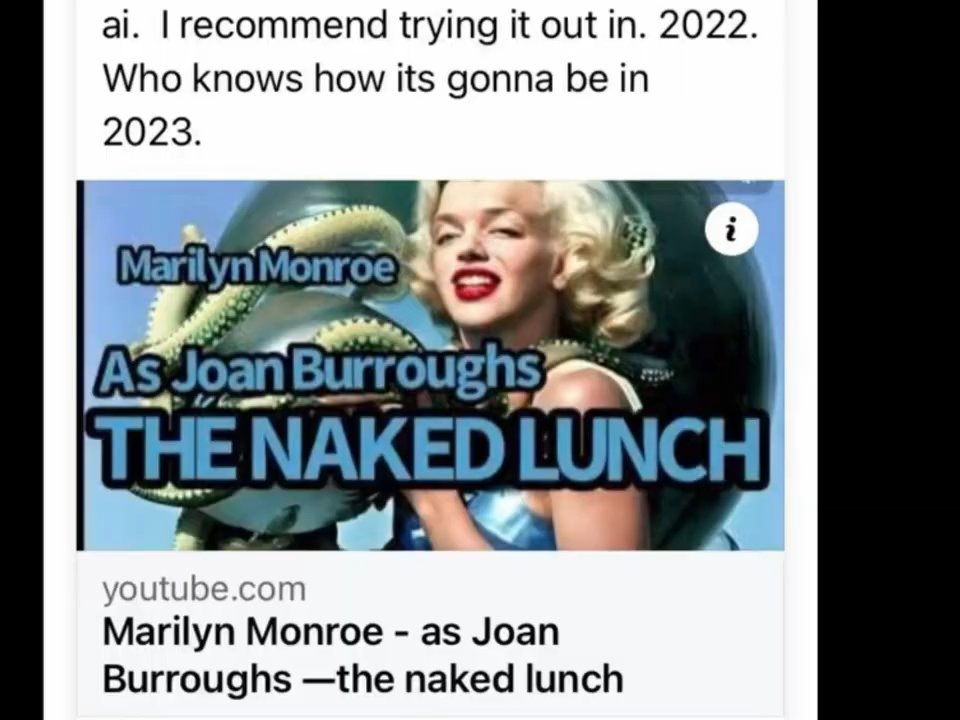 ai.  I recommend trying it out in. 2022.
Who knows how its gonna be in
2023.
i
Marilyn Monroe
As Joan Burroughs
THE NAKED LUNCH
youtube.com
Marilyn Monroe - as Joan
Burroughs —the naked lunch